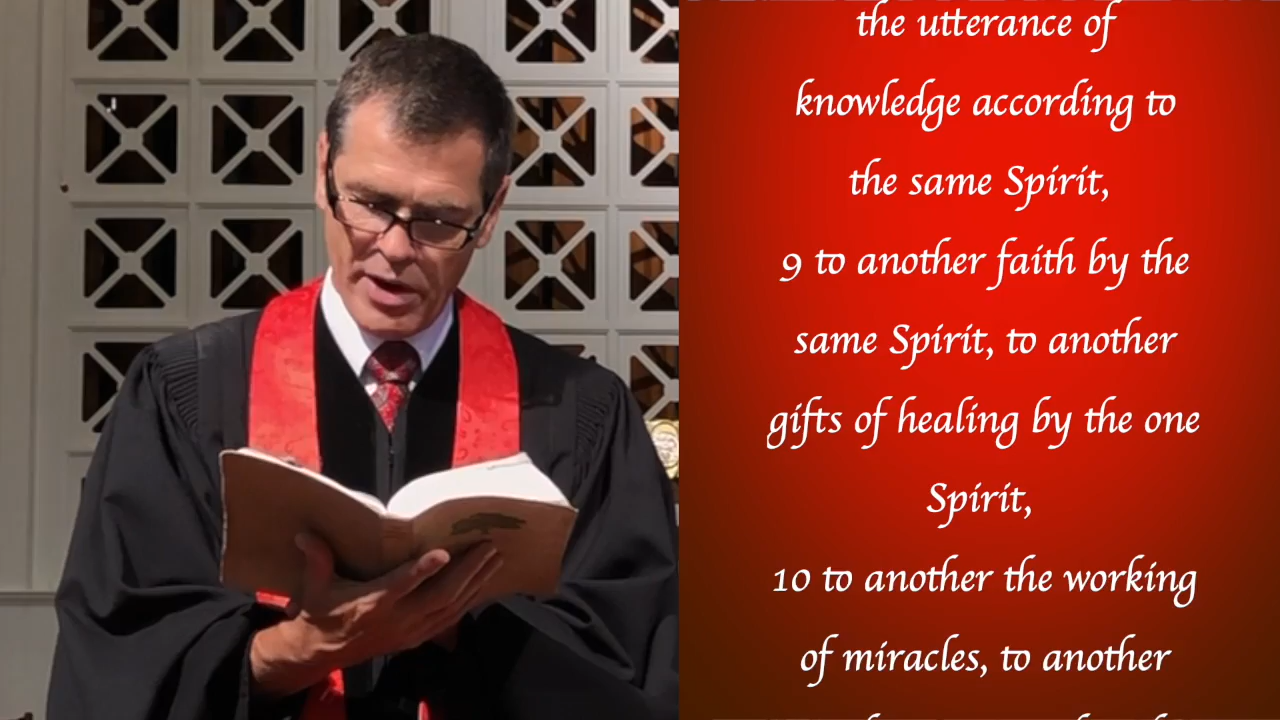 the utterance of
knowledge according to
the same Spirit,
9 to another faith by the
same Spirit, to another
gifts of healing by the one
Spirit,
10 to another the working
of miracles, to another